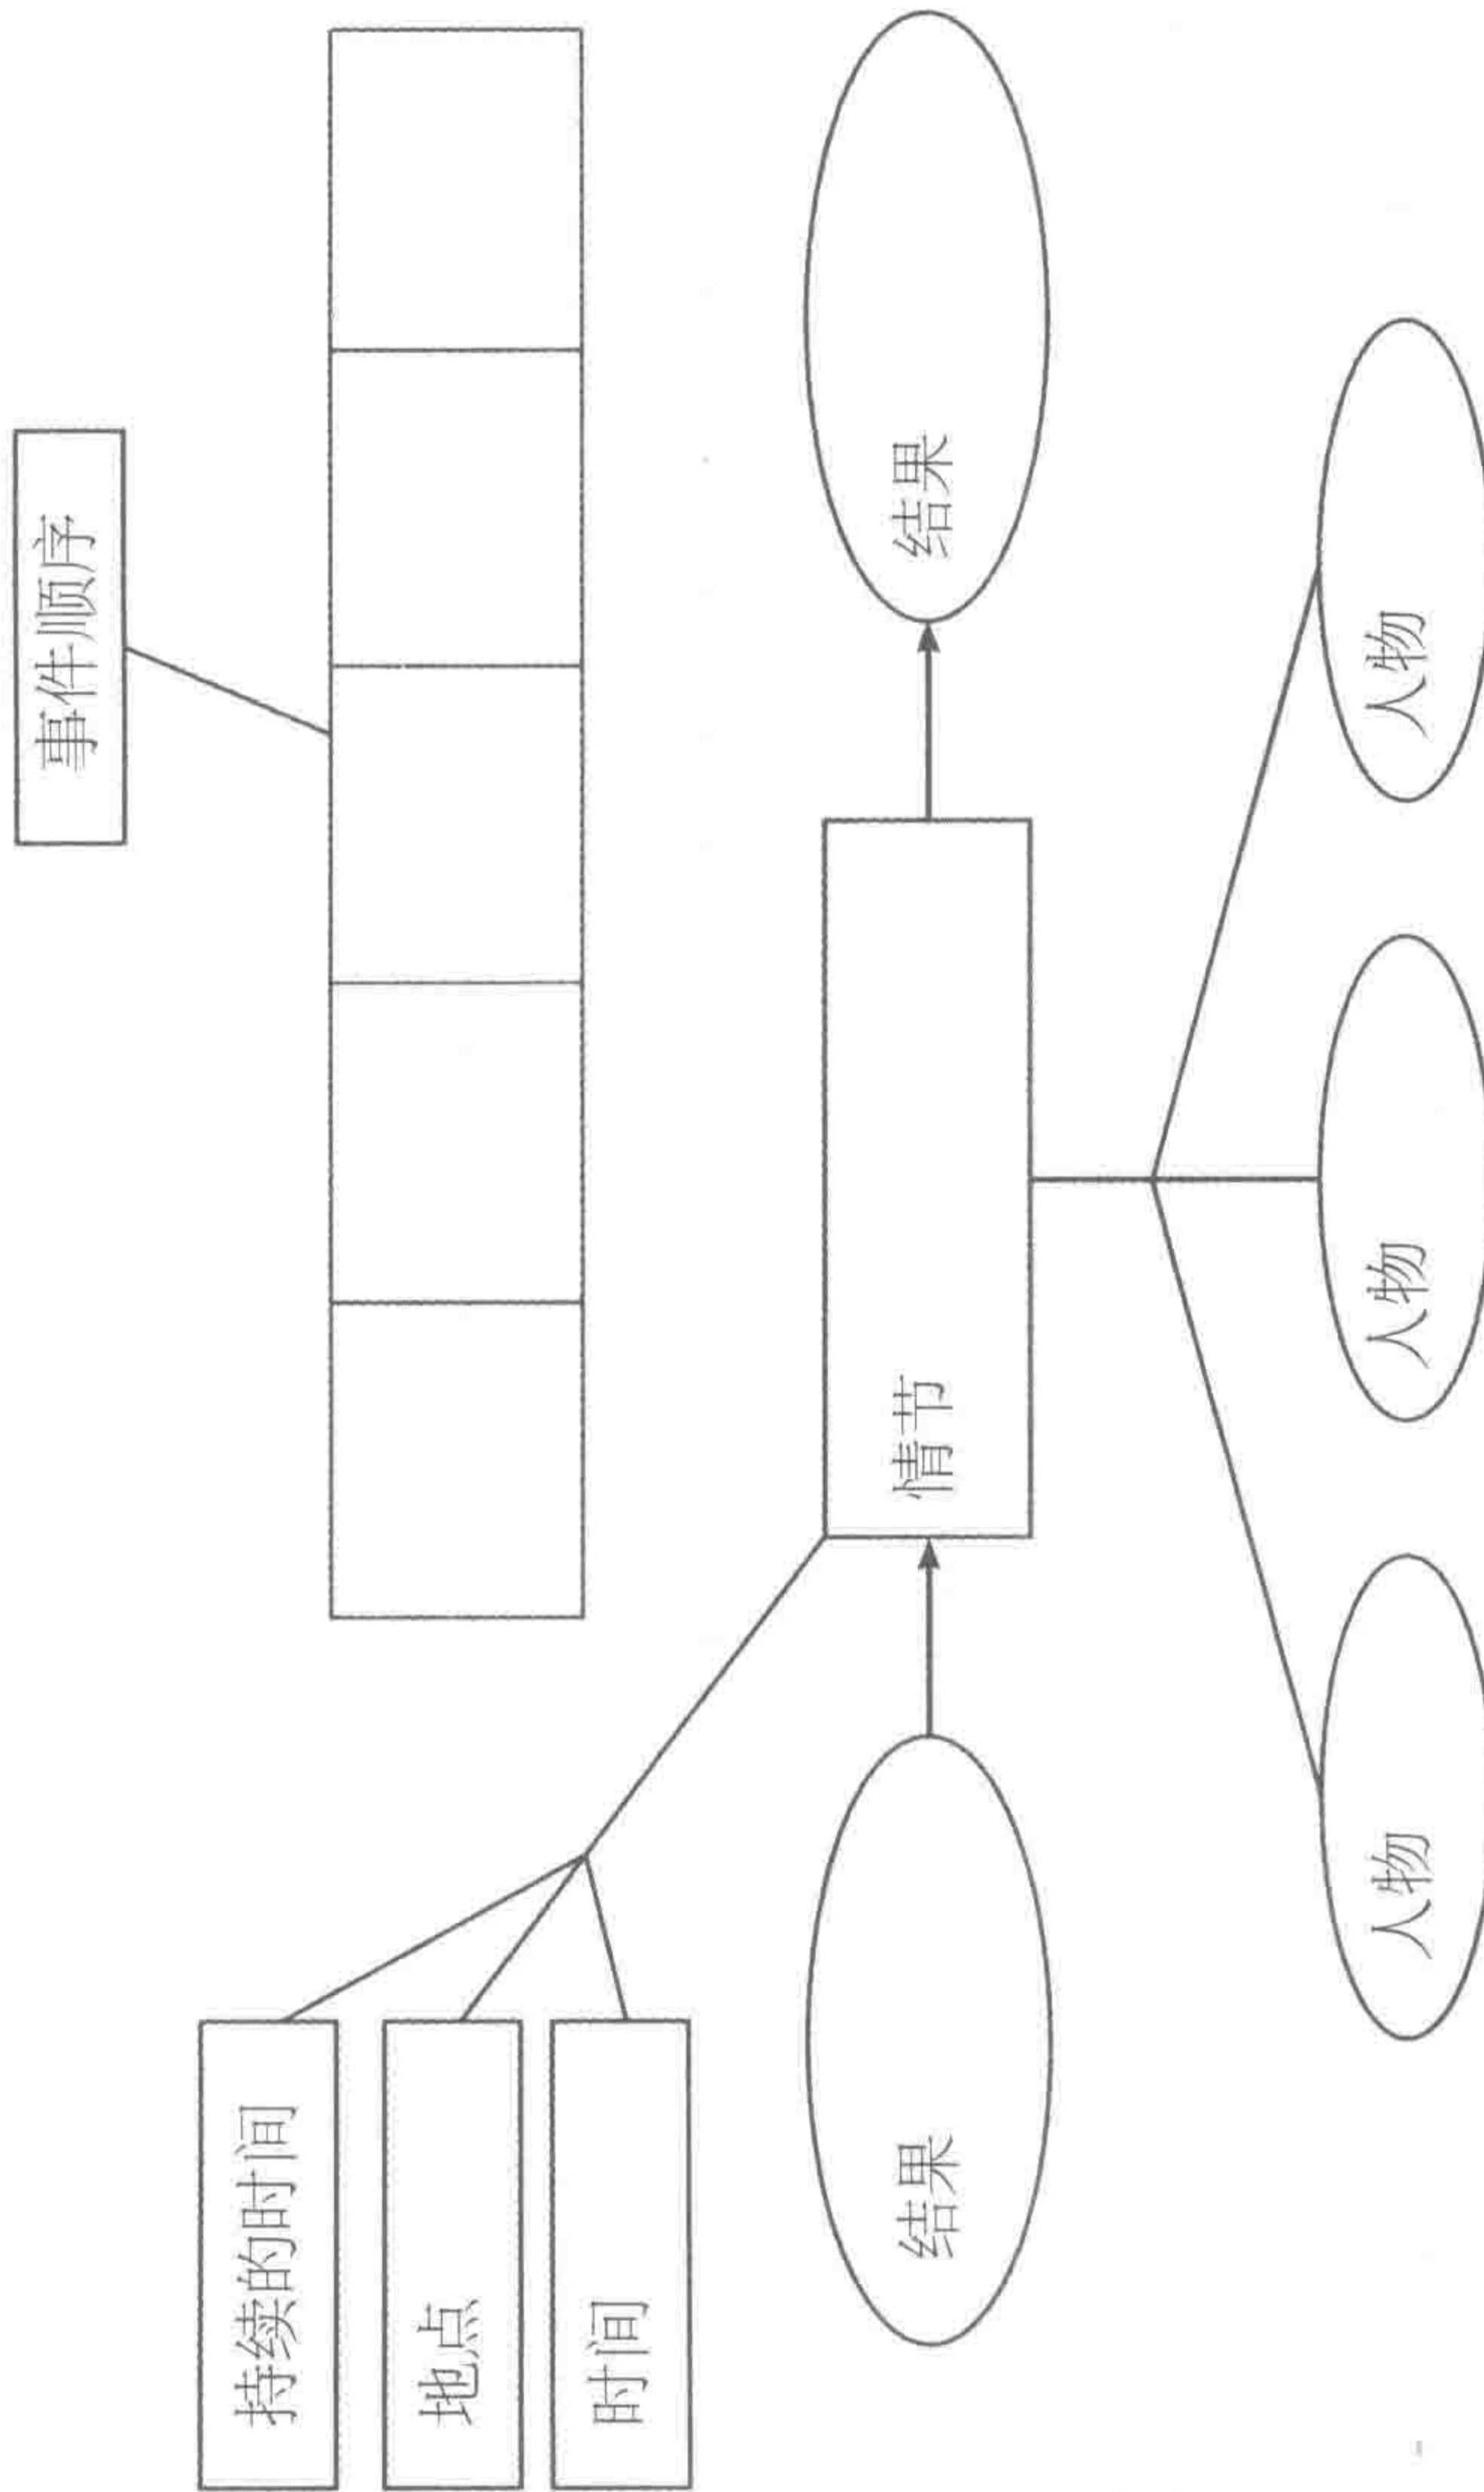 事件顺序
持续的时间
地点
时间
结果
情节
结果
人物
人物
人物